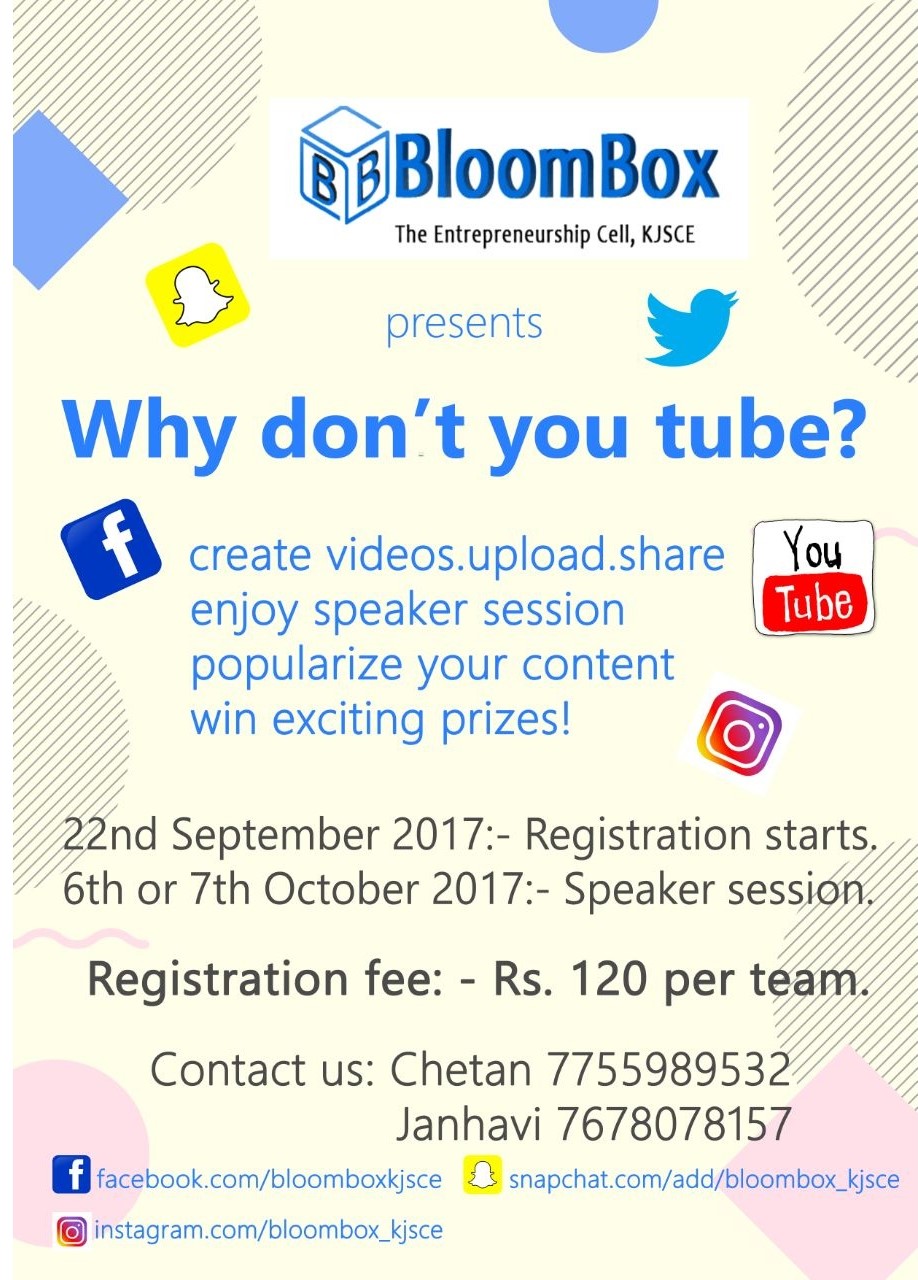 BB BloomBox
The Entrepreneurship Cell, KJSCE
presents
Why don’t you tube?
create videos.upload.share
enjoy speaker session
popularize your content
win exciting prizes!
You
Tube
22nd September 2017:- Registration starts.
6th or 7th October 2017:- Speaker session.
Registration fee: - Rs. 120 per team.
Contact us: Chetan 7755989532
Janhavi 7678078157
facebook.com/bloomboxkjsce snapchat.com/add/bloombox_kjsce
instagram.com/bloombox_kjsce